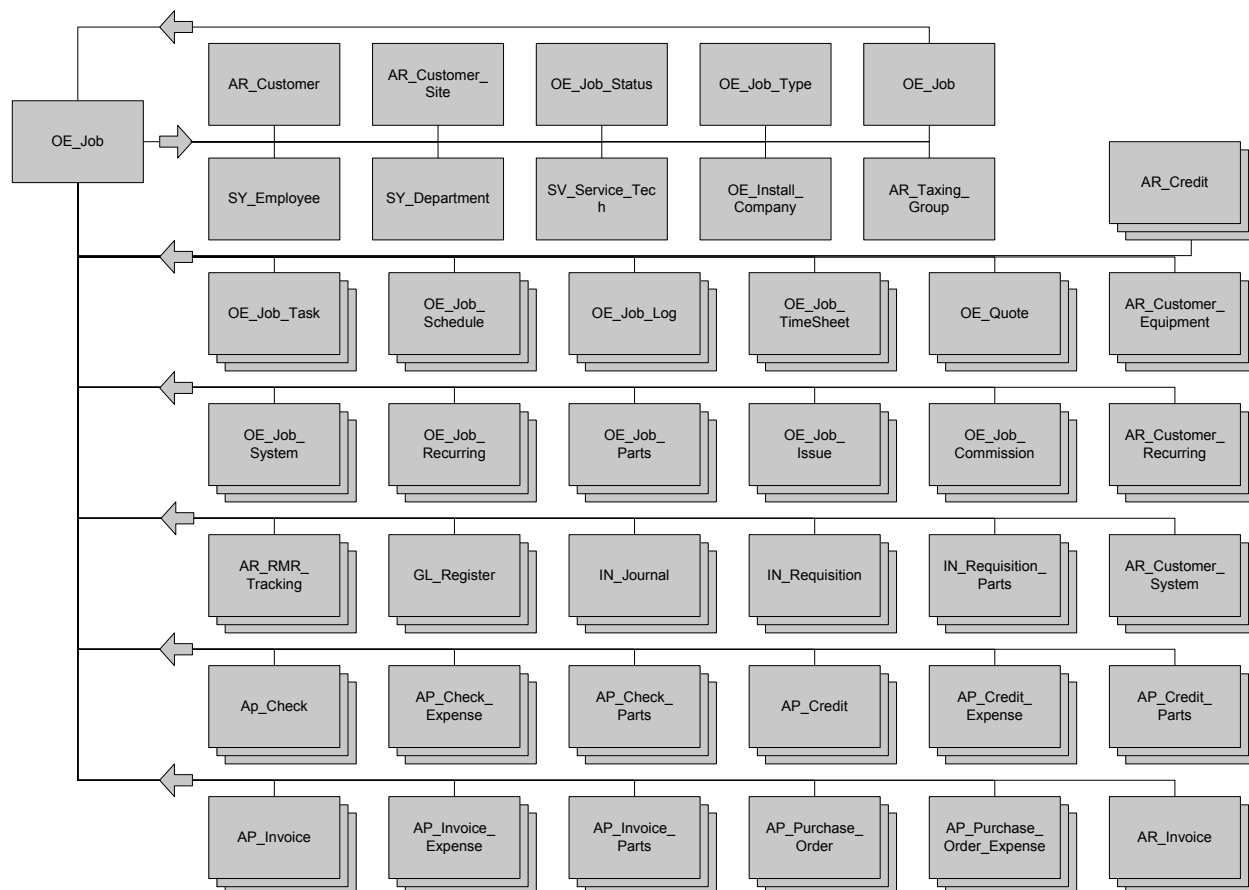 AR_Customer
AR_Customer_
Site
OE_Job_Status
OE_Job_Type
OE_Job
OE_Job
SY_Employee
SY_Department
SV_Service_Tec
h
OE_Install_
Company
AR_Taxing_
Group
AR_Credit
OE_Job_Task
OE_Job_
Schedule
OE_Job_Log
OE_Job_
TimeSheet
OE_Quote
AR_Customer_
Equipment
OE_Job_
System
OE_Job_
Recurring
OE_Job_
Parts
OE_Job_
Issue
OE_Job_
Commission
AR_Customer_
Recurring
AR_RMR_
Tracking
GL_Register
IN_Journal
IN_Requisition
IN_Requisition_
Parts
AR_Customer_
System
Ap_Check
AP_Check_
Expense
AP_Check_
Parts
AP_Credit
AP_Credit_
Expense
AP_Credit_
Parts
AP_Invoice
AP_Invoice_
Expense
AP_Invoice_
Parts
AP_Purchase_
Order
AP_Purchase_
Order_Expense
AR_Invoice